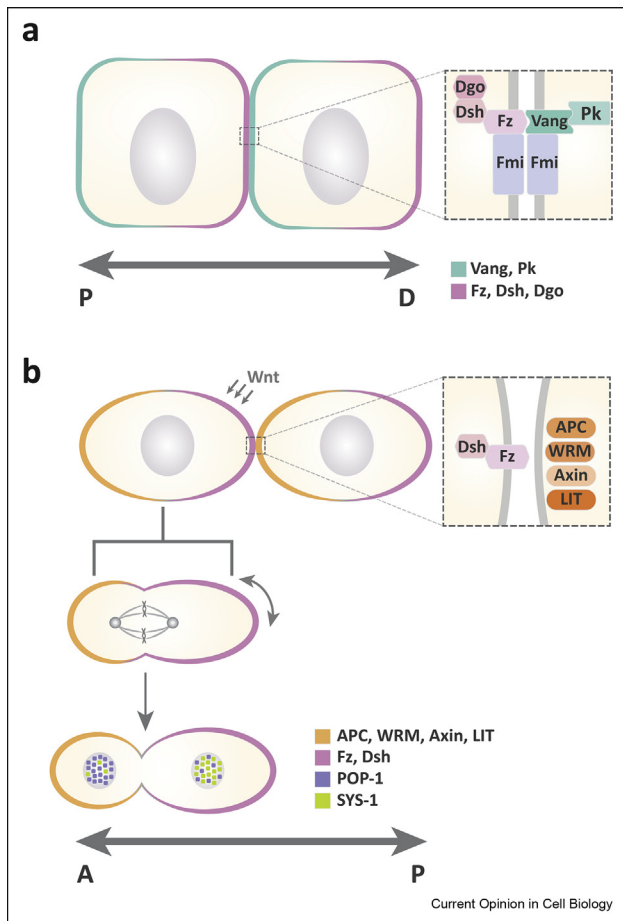 a
Dgo
Dsh
Fz
Vang
Pk
Fmi
Fmi
P
D
Vang, Pk
Fz, Dsh, Dgo
b
Wnt
Dsh
Fz
APC
WRM
Axin
LIT
APC, WRM, Axin, LIT
Fz, Dsh
POP-1
SYS-1
A
P
Current Opinion in Cell Biology